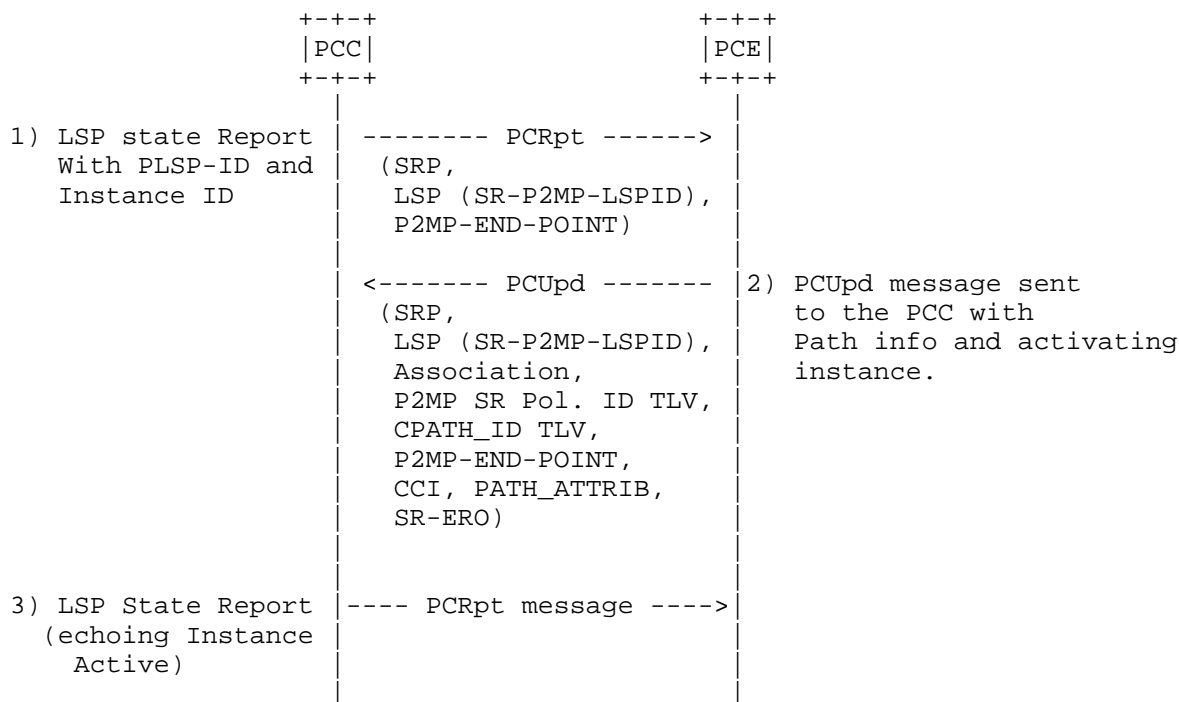 +-+-+                     +-+-+
|PCC|                     |PCE|
+-+-+                     +-+-+
1) LSP state Report | -------- PCRpt ------> |
With PLSP-ID and | (SRP, |
Instance ID | LSP (SR-P2MP-LSPID), |
| P2MP-END-POINT) |
| <------- PCUpd ------- |2) PCUpd message sent
| (SRP, | to the PCC with
| LSP (SR-P2MP-LSPID), | Path info and activating
| Association, | instance.
| P2MP SR Pol. ID TLV, |
| CPATH_ID TLV, |
| P2MP-END-POINT, |
| CCI, PATH_ATTRIB, |
| SR-ERO) |
3) LSP State Report |---- PCRpt message ---->|
(echoing Instance | |
Active) | |